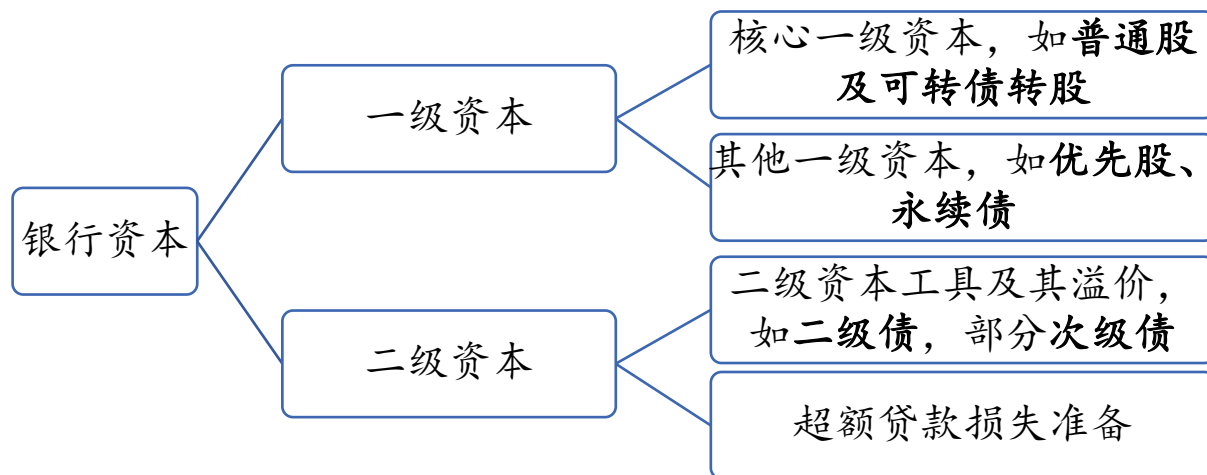 银行资本
一级资本
核心一级资本，如普通股
及可转债转股
其他一级资本，如优先股、
永续债
二级资本
二级资本工具及其溢价，
如二级债，部分次级债
超额贷款损失准备